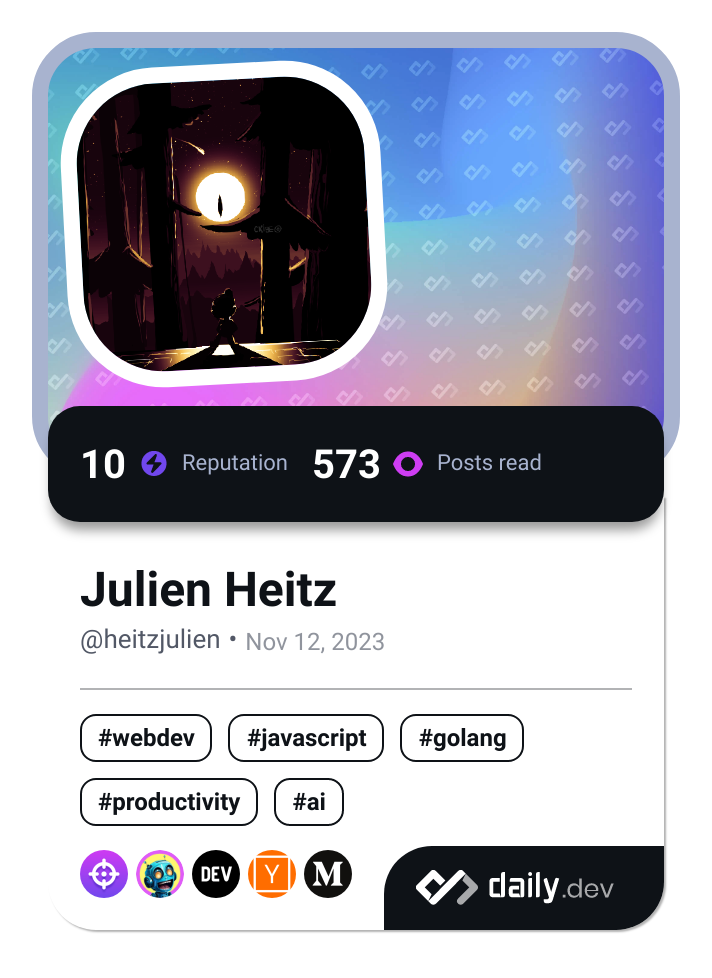 10 Reputation 573 Posts read
Julien Heitz
@heitzjulien • Nov 12, 2023
#webdev #javascript #golang
#productivity #ai
DEV Y M daily.dev